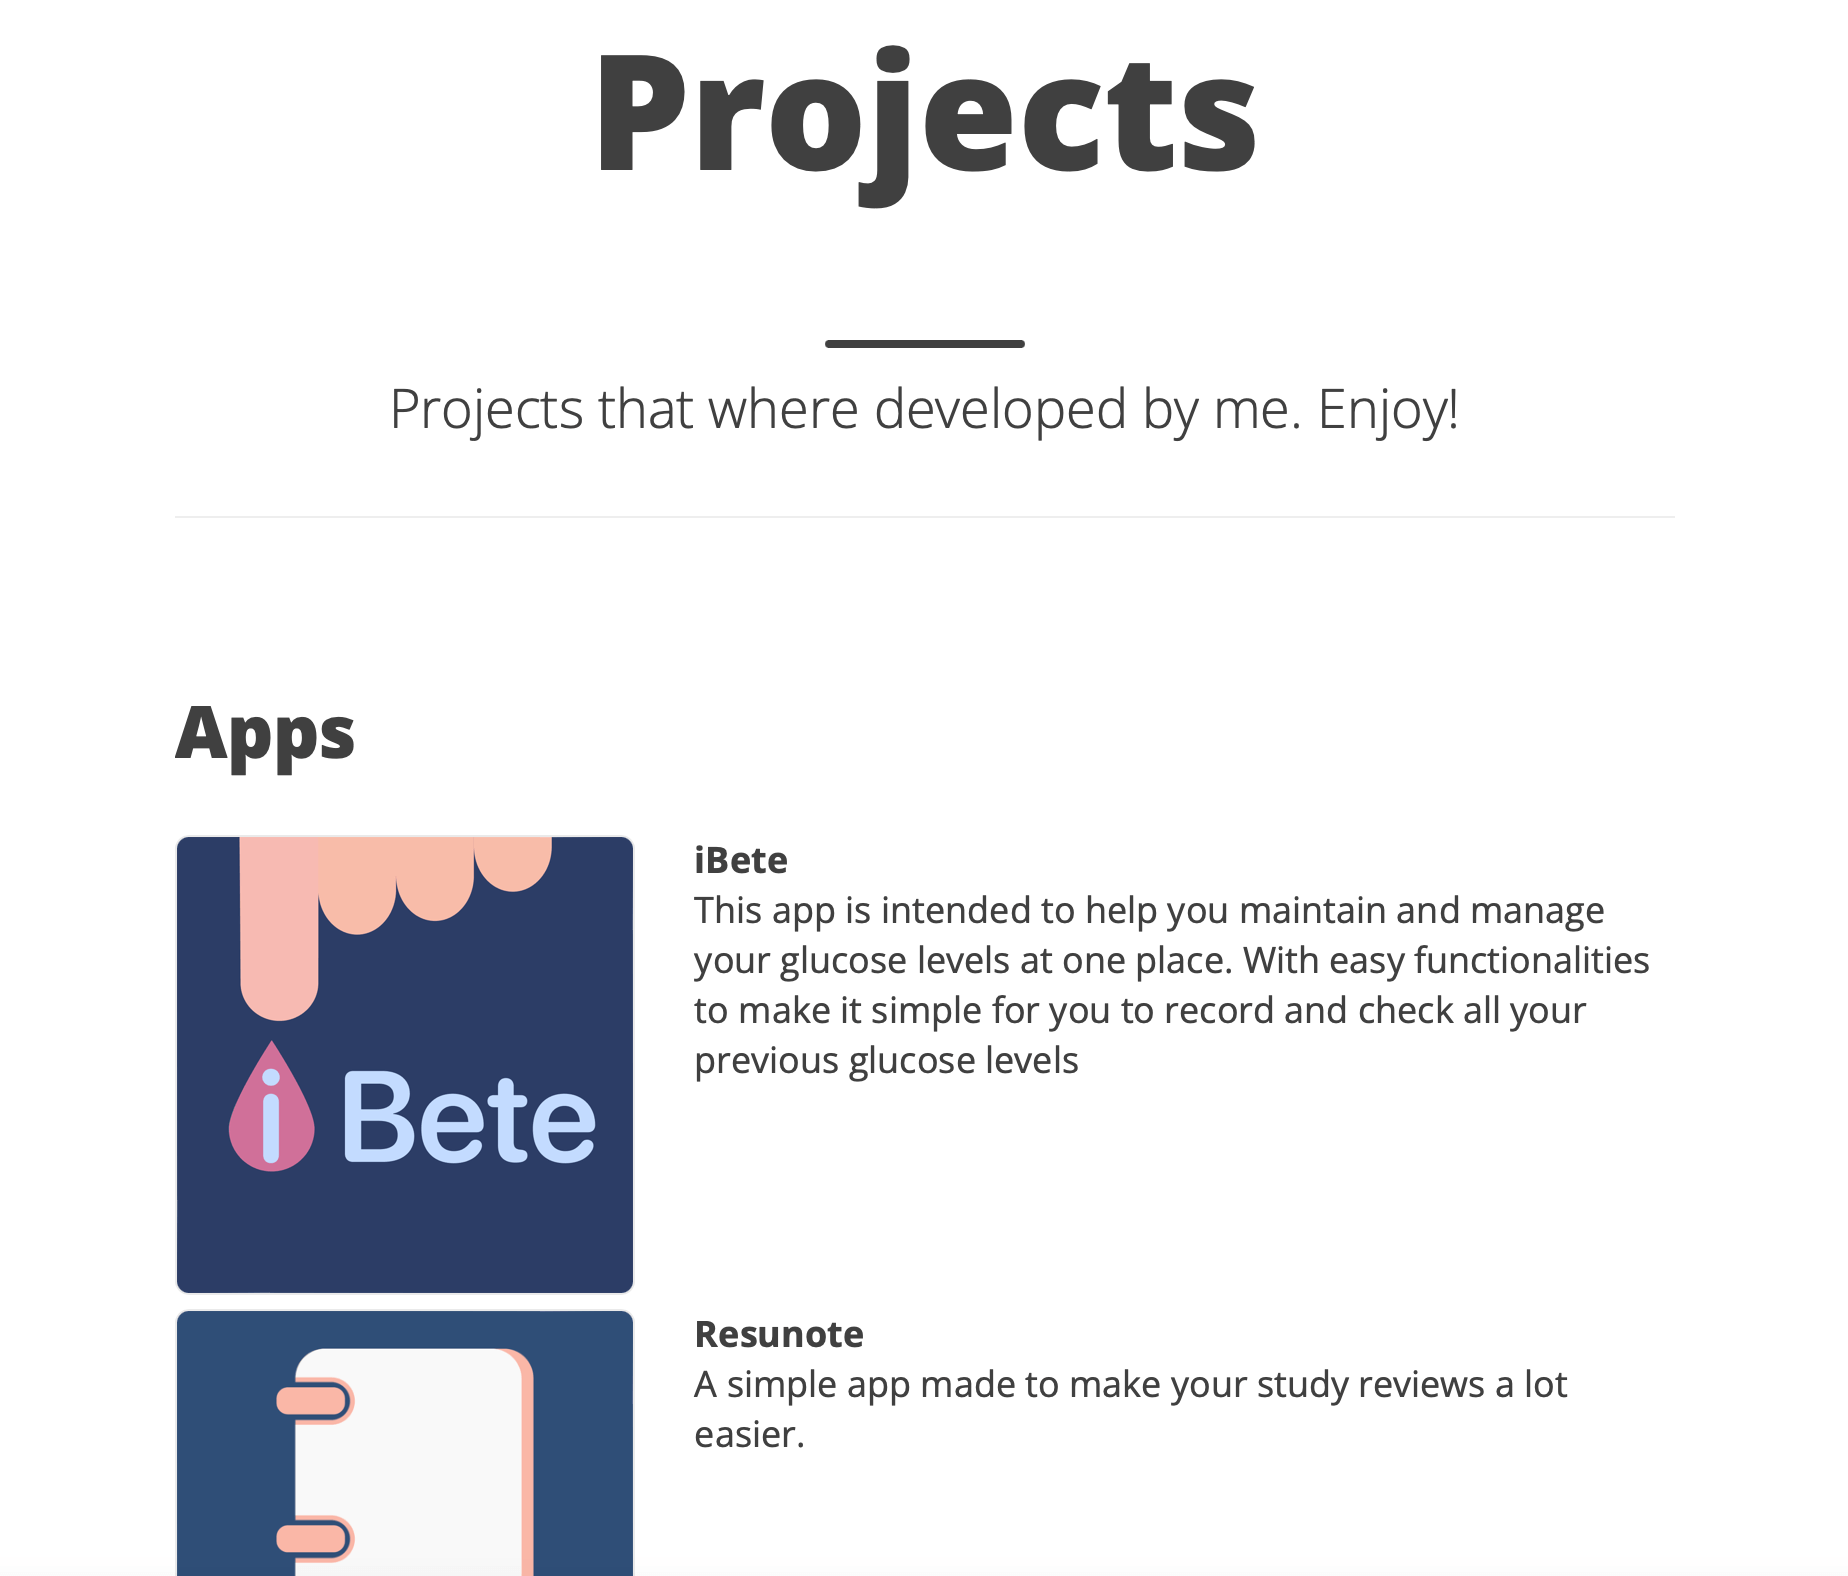 Projects
Projects that where developed by me. Enjoy!
Apps
i Bete
iBete
This app is intended to help you maintain and manage
your glucose levels at one place. With easy functionalities
to make it simple for you to record and check all your
previous glucose levels
Resunote
A simple app made to make your study reviews a lot
easier.